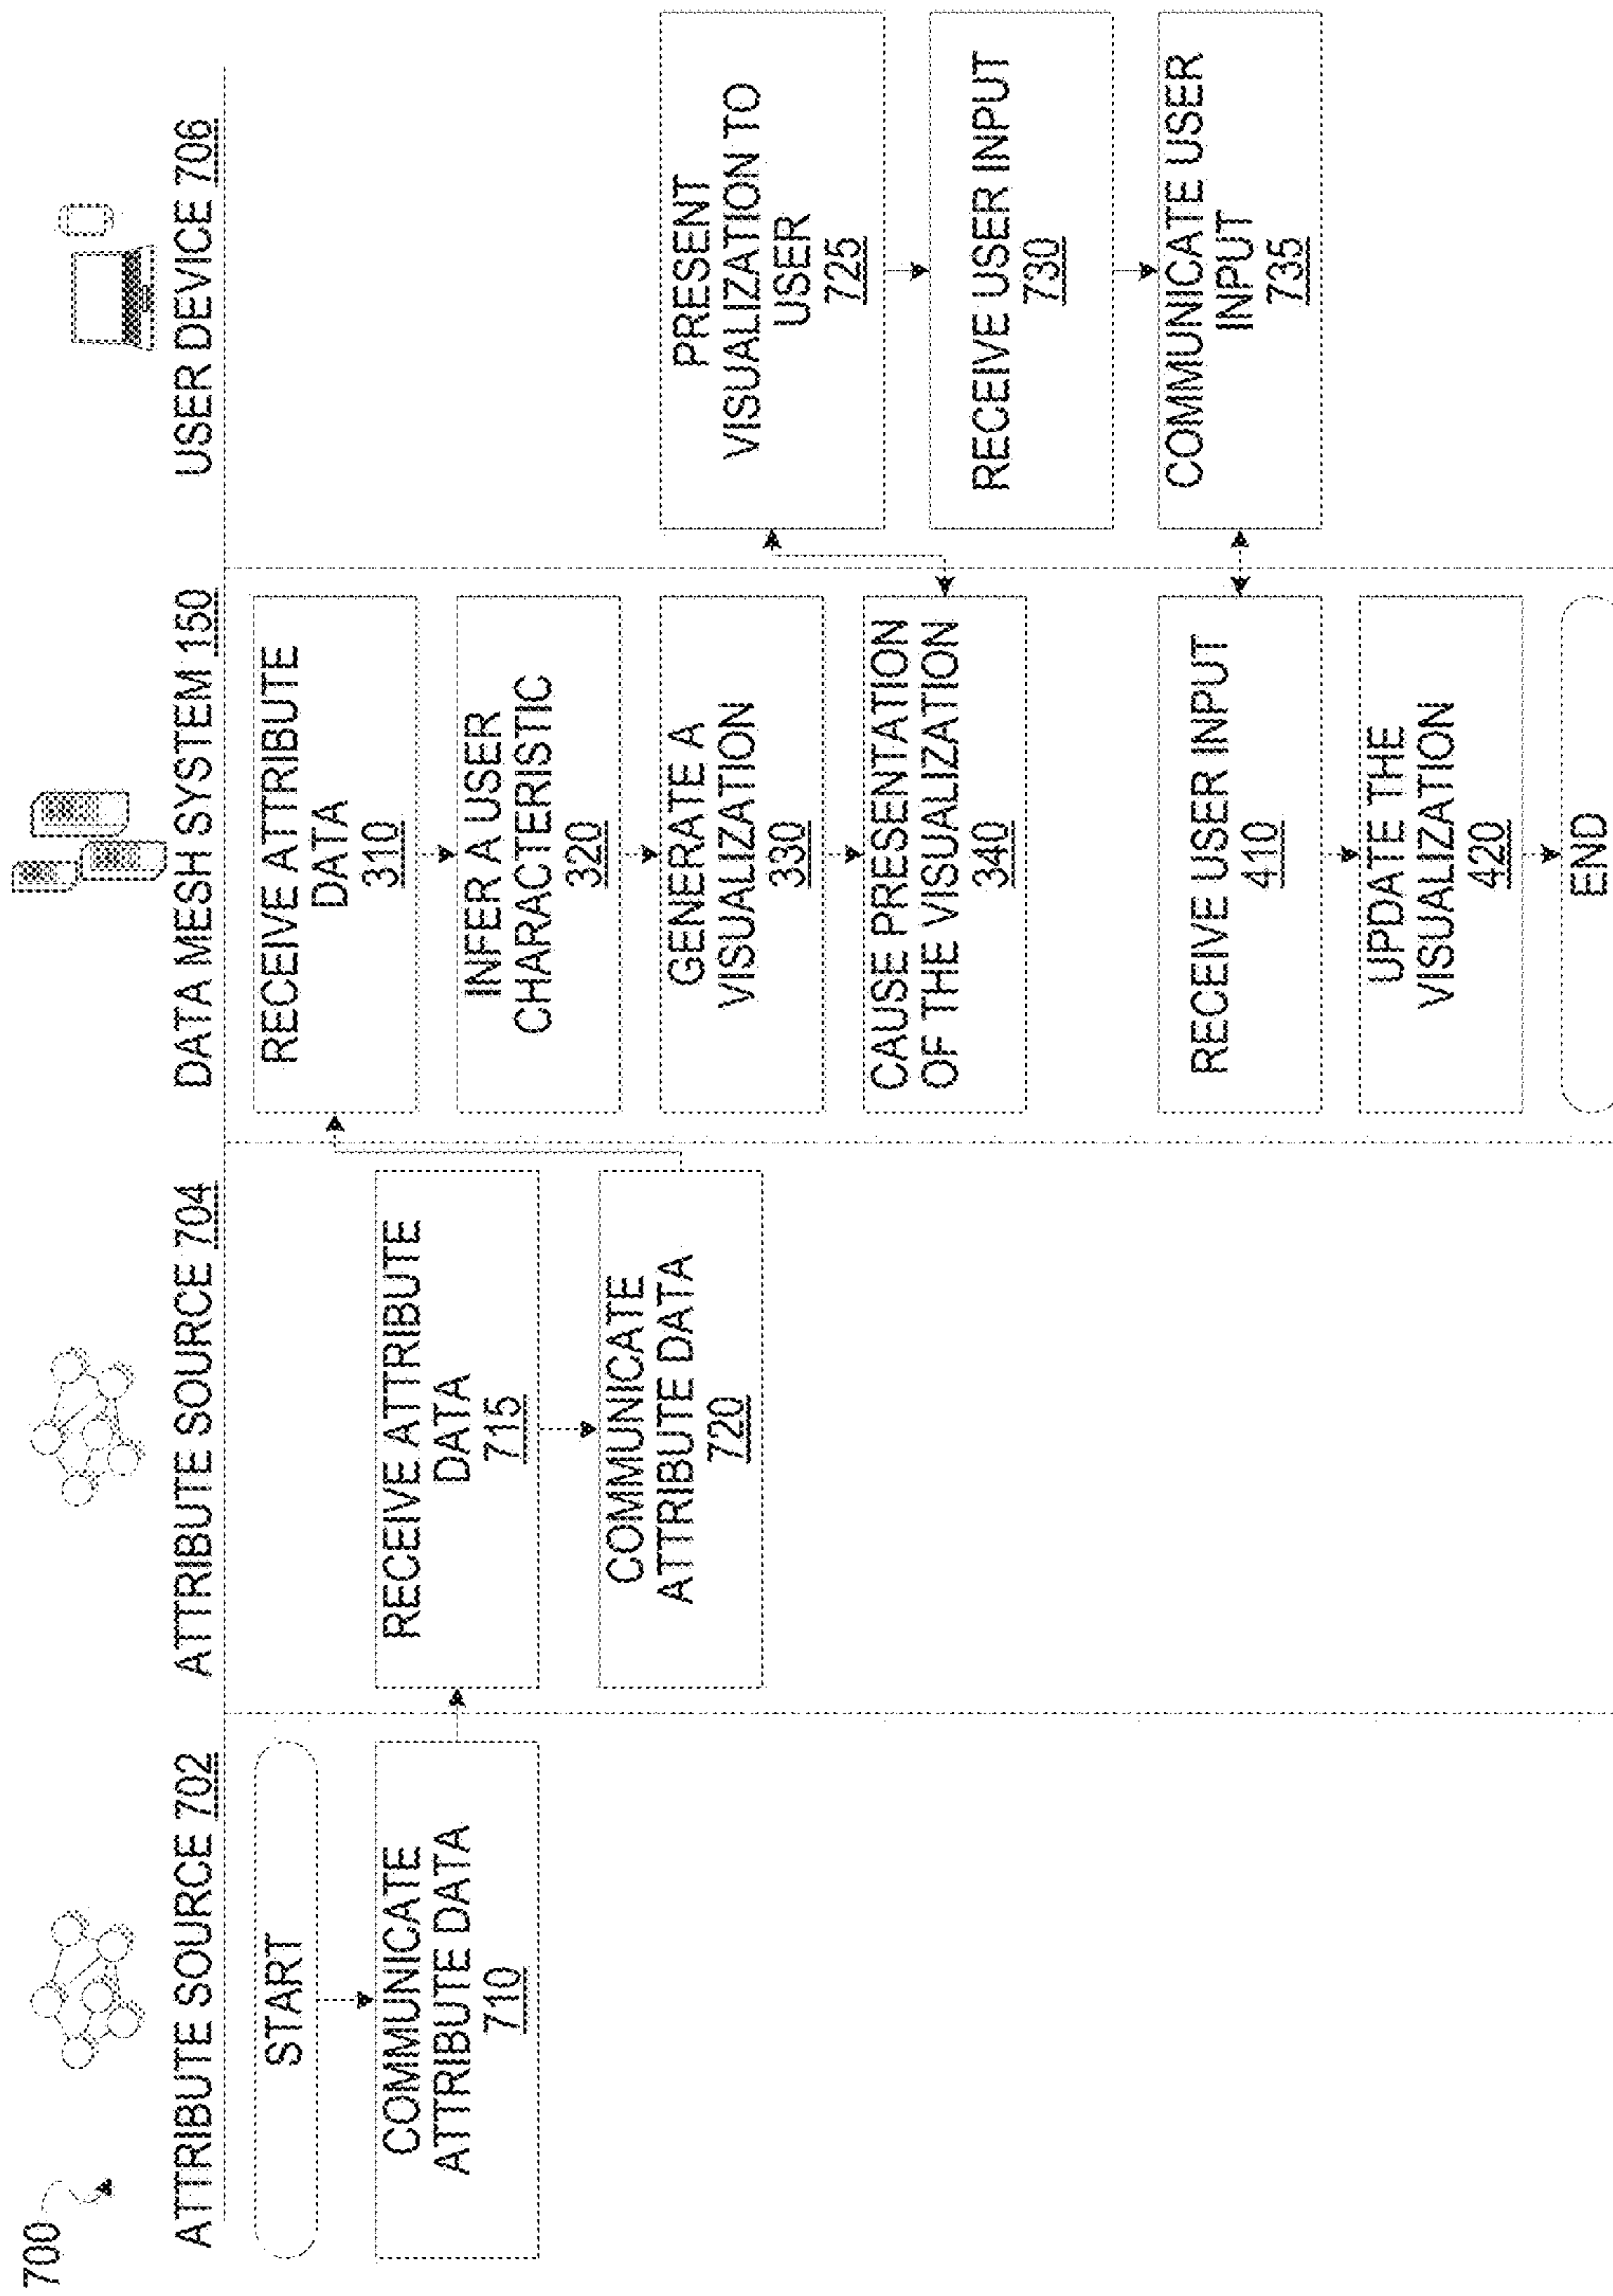 700
ATTRIBUTE SOURCE 702
ATTRIBUTE SOURCE 704
DATA MESH SYSTEM 150
USER DEVICE 706
START
COMMUNICATE
ATTRIBUTE DATA
710
RECEIVE ATTRIBUTE
DATA
715
COMMUNICATE
ATTRIBUTE DATA
720
RECEIVE ATTRIBUTE
DATA
310
INFER A USER
CHARACTERISTIC
320
GENERATE A
VISUALIZATION
330
CAUSE PRESENTATION
OF THE VISUALIZATION
340
RECEIVE USER INPUT
410
UPDATE THE
VISUALIZATION
420
END
PRESENT
VISUALIZATION TO
USER
725
RECEIVE USER INPUT
730
COMMUNICATE USER
INPUT
735